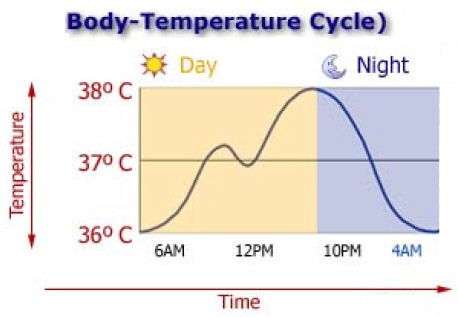 Body-Temperature Cycle)
Day
Night
38º C
37º C
36º C
Temperature
6AM
12PM
10PM
4AM
Time